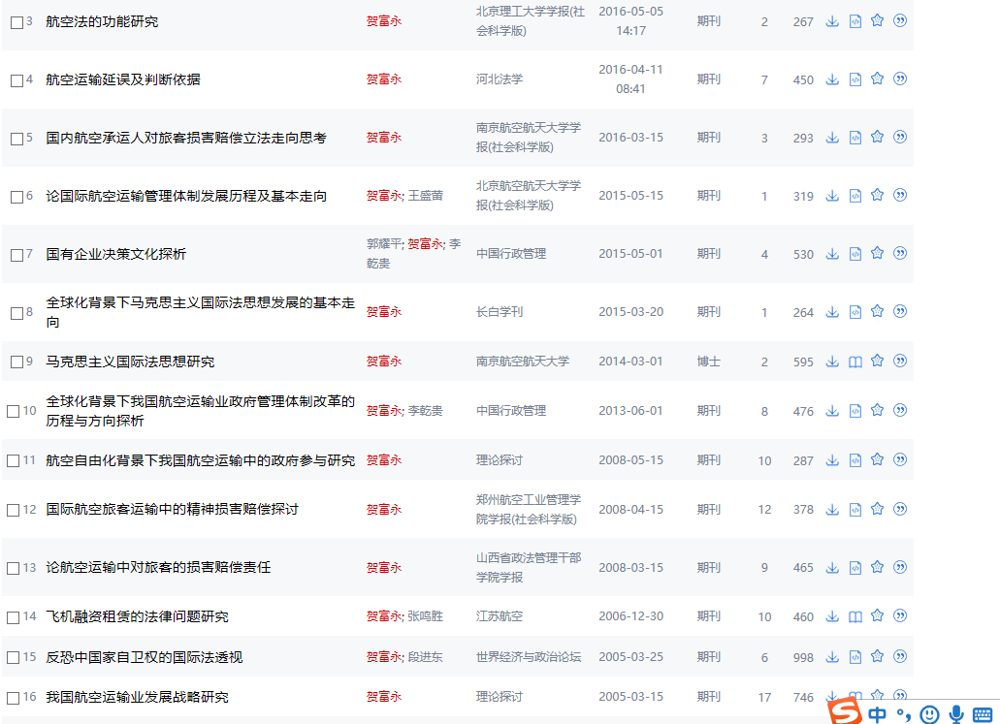 3 航空法的功能研究 贺富永 北京理工大学学报(社会科学版) 2016-05-05 14:17 期刊 2 267
4 航空运输延误及判断依据 贺富永 河北法学 2016-04-11 08:41 期刊 7 450
5 国内航空承运人对旅客损害赔偿立法走向思考 贺富永 南京航空航天大学学报(社会科学版) 2016-03-15 期刊 3 293
6 论国际航空运输管理体制发展历程及基本走向 贺富永; 王盛蕾 北京航空航天大学学报(社会科学版) 2015-05-15 期刊 1 319
7 国有企业决策文化探析 郭耀平; 贺富永; 李乾贵 中国行政管理 2015-05-01 期刊 4 530
8 全球化背景下马克思主义国际法思想发展的基本走向 贺富永 长白学刊 2015-03-20 期刊 1 264
9 马克思主义国际法思想研究 贺富永 南京航空航天大学 2014-03-01 博士 2 595
10 全球化背景下我国航空运输业政府管理体制改革的历程与方向探析 贺富永; 李乾贵 中国行政管理 2013-06-01 期刊 8 476
11 航空自由化背景下我国航空运输中的政府参与研究 贺富永 理论探讨 2008-05-15 期刊 10 287
12 国际航空旅客运输中的精神损害赔偿探讨 贺富永 郑州航空工业管理学院学报(社会科学版) 2008-04-15 期刊 12 378
13 论航空运输中对旅客的损害赔偿责任 贺富永 山西省政法管理干部学院学报 2008-03-15 期刊 9 465
14 飞机融资租赁的法律问题研究 贺富永; 张鸣胜 江苏航空 2006-12-30 期刊 10 460
15 反恐中国家自卫权的国际法透视 贺富永; 段进东 世界经济与政治论坛 2005-03-25 期刊 6 998
16 我国航空运输业发展战略研究 贺富永 理论探讨 2005-03-15 期刊 17 746
S 中